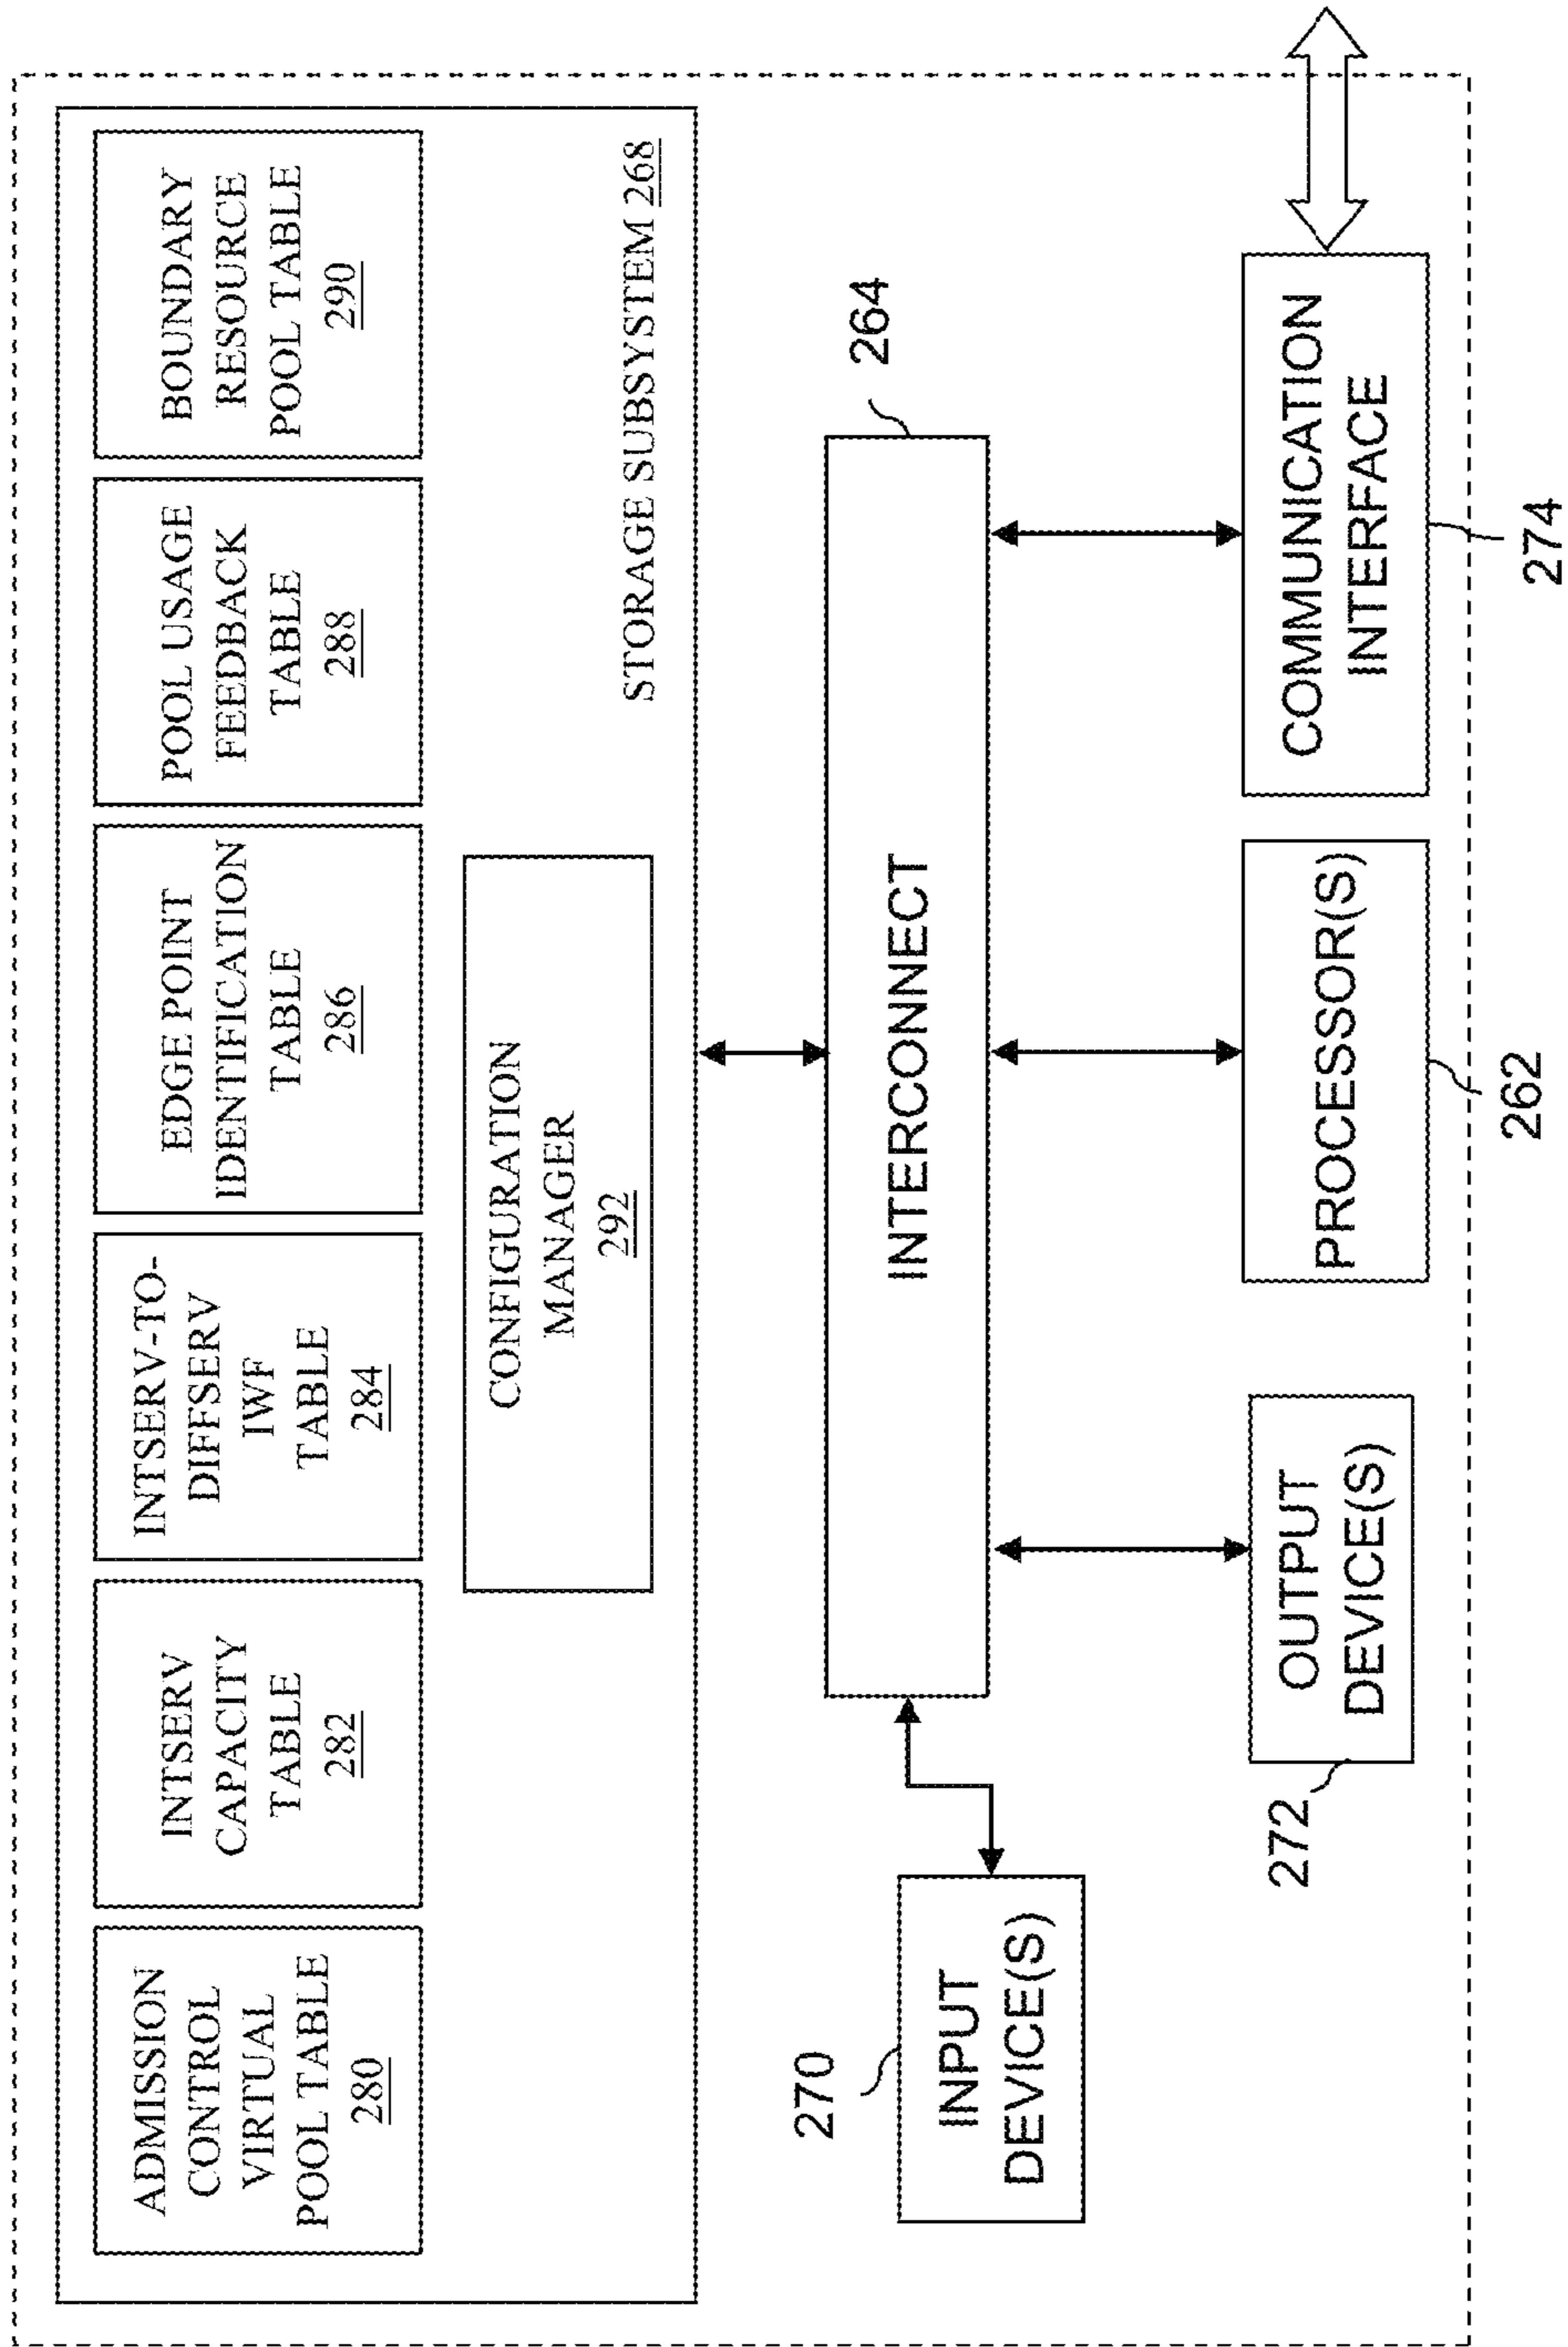 ADMISSION
CONTROL
VIRTUAL
POOL TABLE
280
INTSERV
CAPACITY
TABLE
282
INTSERV-TO-
DIFFSERV
IWF
TABLE
284
EDGE POINT
IDENTIFICATION
TABLE
286
POOL USAGE
FEEDBACK
TABLE
288
BOUNDARY
RESOURCE
POOL TABLE
290
CONFIGURATION
MANAGER
292
STORAGE SUBSYSTEM 268
270
INPUT
DEVICE(S)
INTERCONNECT
264
272
OUTPUT
DEVICE(S)
PROCESSOR(S)
262
COMMUNICATION
INTERFACE
274